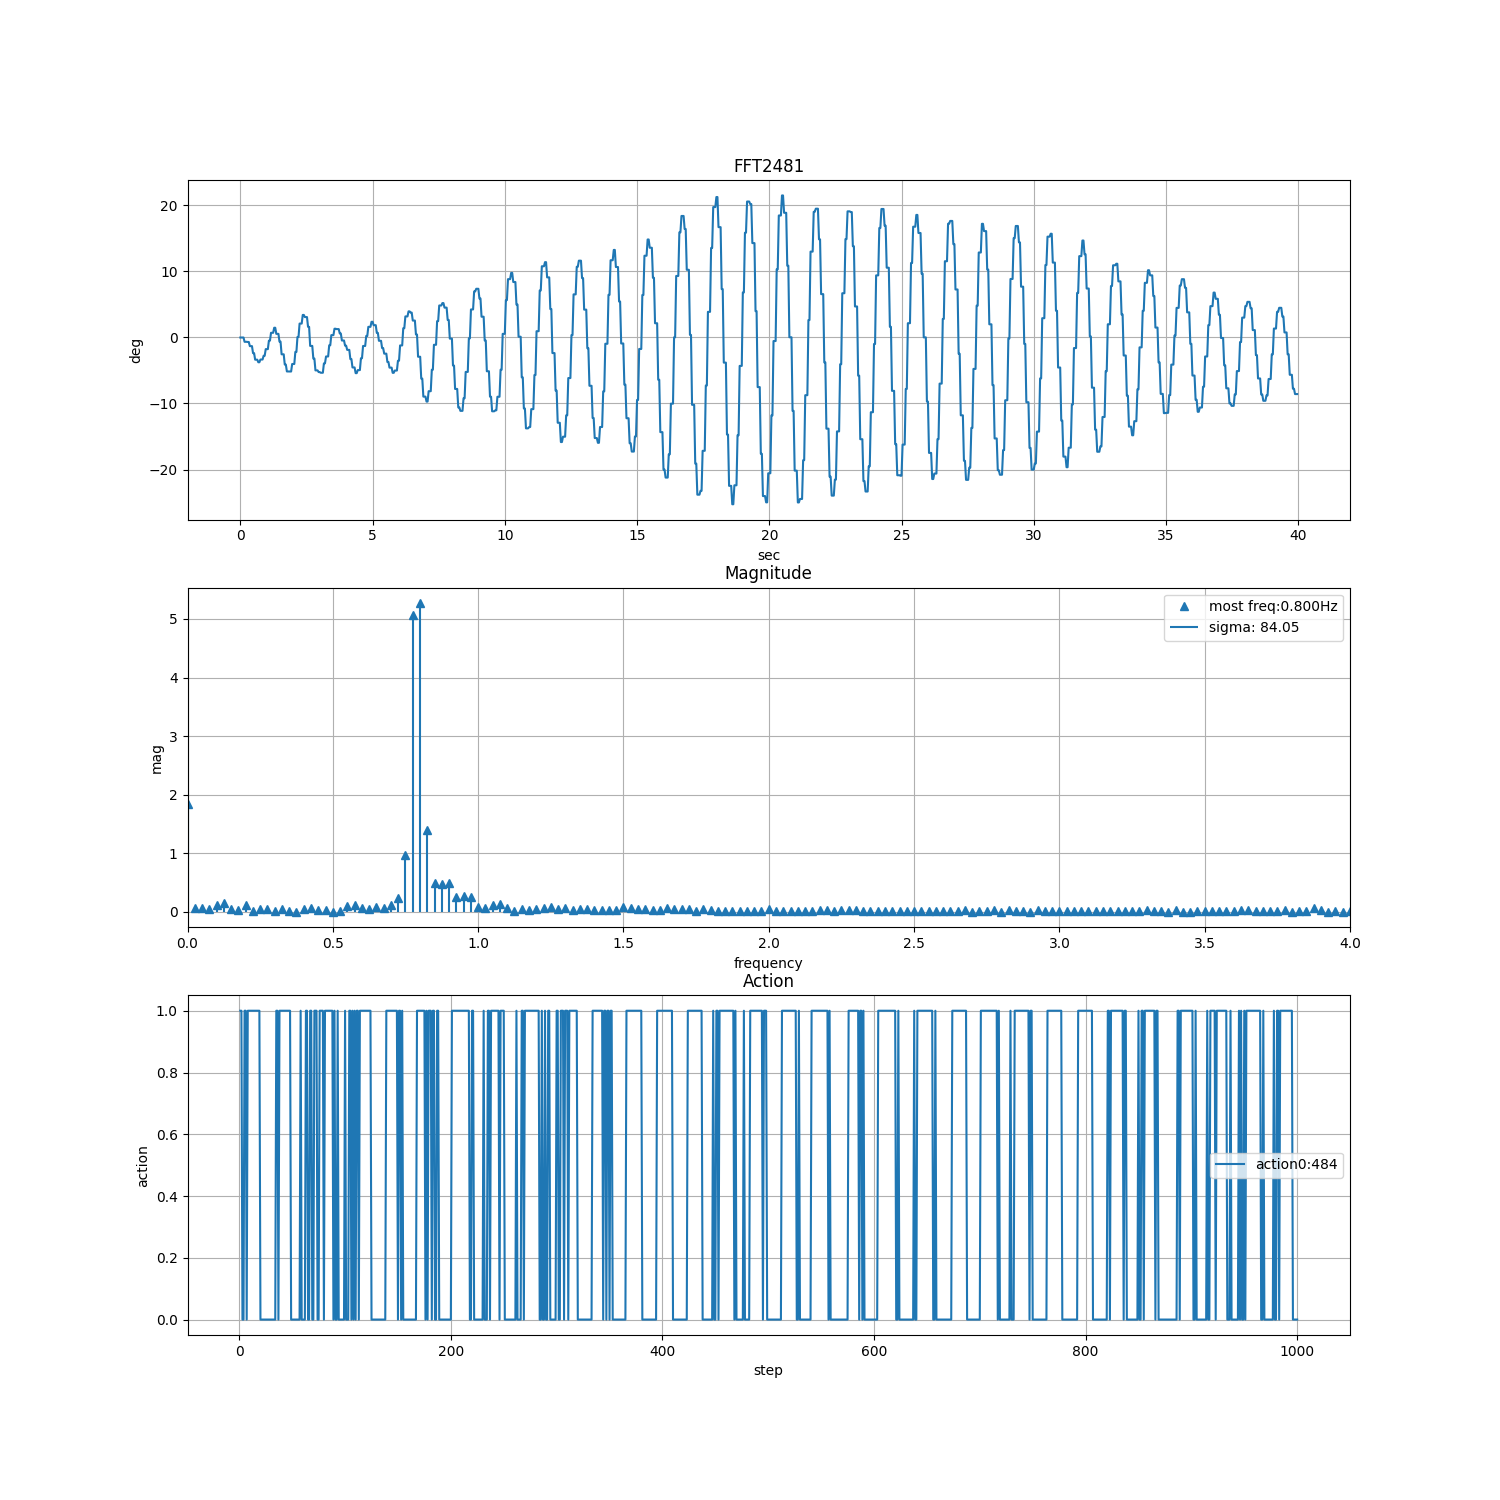 FFT2481
20
10
0
−10
−20
deg
0 5 10 15 20 25 30 35 40
sec
Magnitude
most freq:0.800Hz
sigma: 84.05
5
4
3
2
1
0
mag
0.0 0.5 1.0 1.5 2.0 2.5 3.0 3.5 4.0
frequency
Action
1.0
0.8
0.6
0.4
0.2
0.0
action
action0:484
0 200 400 600 800 1000
step